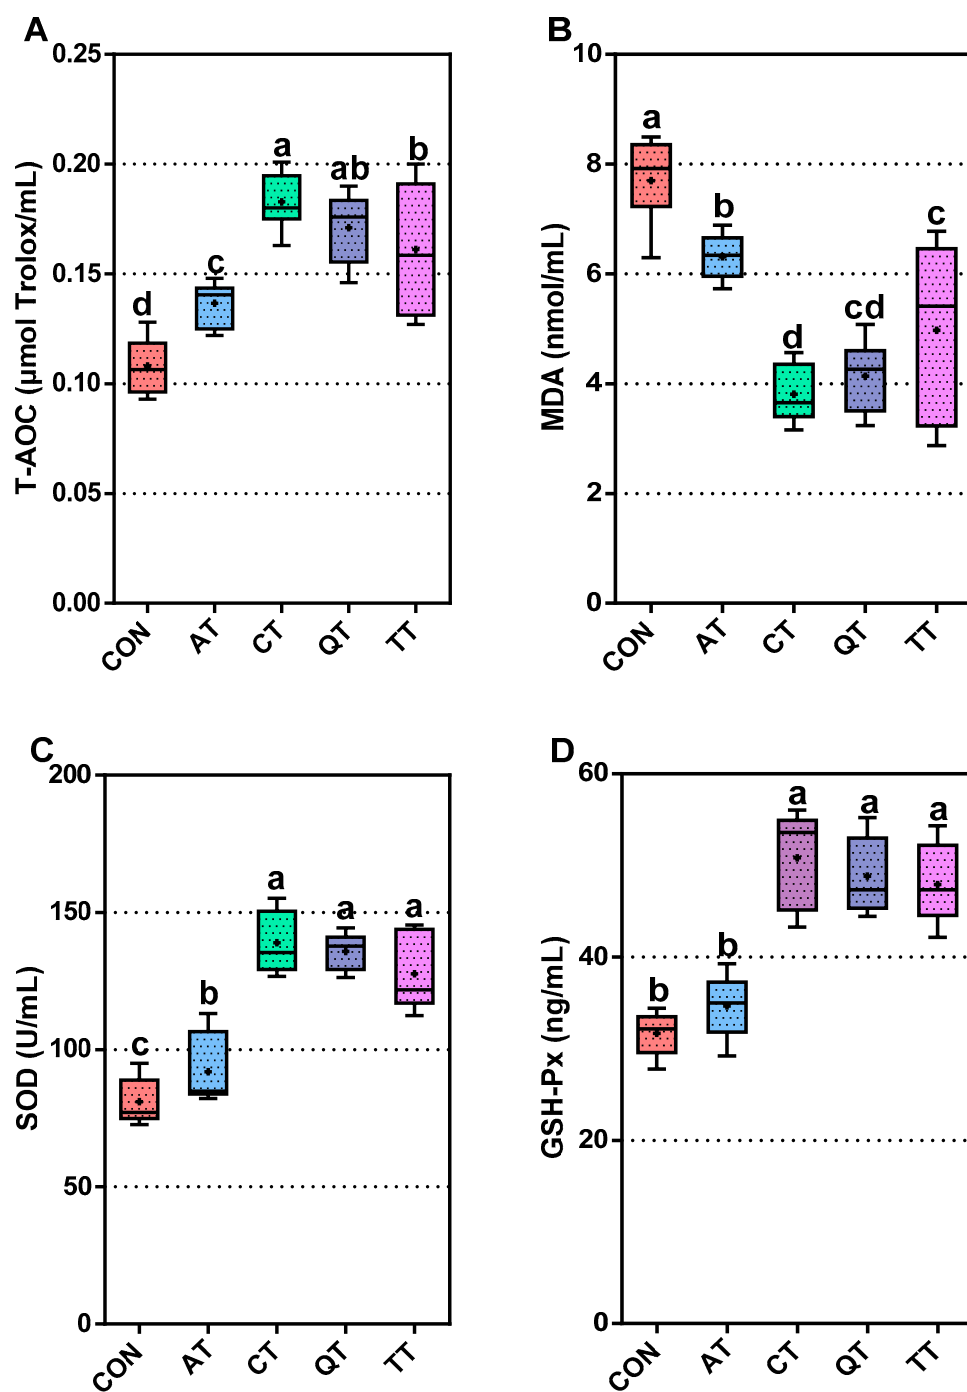 A
T-AOC (μmol Trolox/mL)
0.25
0.20
0.15
0.10
0.05
0.00
d
c
a
ab
b
CON
AT
CT
QT
TT
B
MDA (nmol/mL)
10
8
6
4
2
0
a
b
d
cd
c
CON
AT
CT
QT
TT
C
SOD (U/mL)
200
150
100
50
0
c
b
a
a
a
CON
AT
CT
QT
TT
D
GSH-Px (ng/mL)
60
40
20
0
b
b
a
a
a
CON
AT
CT
QT
TT